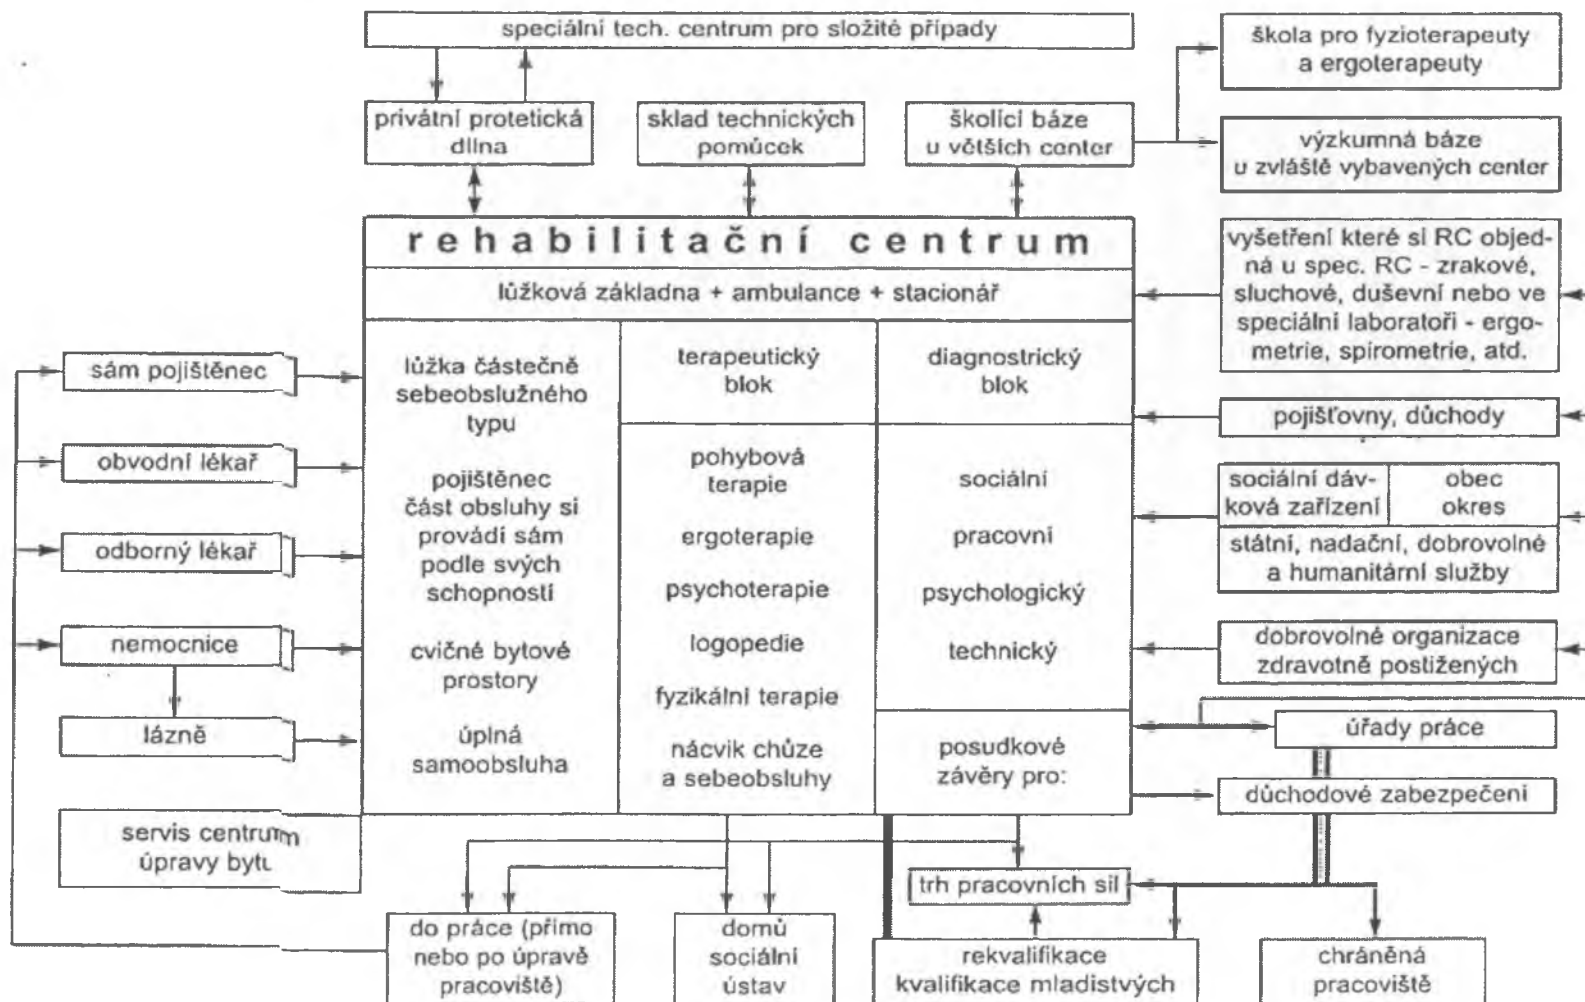 speciální tech. centrum pro složité případy
privátní protetická
dílna
sklad technických
pomůcek
školící báze
u větších center
škola pro fyzioterapeuty
a ergoterapeuty
výzkumná báze
u zvláště vybavených center
rehabilitační centrum
lůžková základna + ambulance + stacionář
lůžka částečně
sebeobslužného
typu
pojištěnec
část obsluhy si
provádí sám
podle svých
schopností
cvičné bytové
prostory
úplná
samoobsluha
terapeutický
blok
pohybová
terapie
ergoterapie
psychoterapie
logopedie
fyzikální terapie
nácvik chůze
a sebeobsluhy
diagnostrický
blok
sociální
pracovní
psychologický
technický
posudkové
závěry pro:
sám pojištěnec
obvodní lékař
odborný lékař
nemocnice
lázně
servis centrum
úpravy bytu
vyšetření které si RC objed-
ná u spec. RC - zrakové,
sluchové, duševní nebo ve
speciální laboratoři - ergo-
metrie, spirometrie, atd.
pojišťovny, důchody
sociální dáv-
ková zařízení
obec
okres
státní, nadační, dobrovolné
a humanitární služby
dobrovolné organizace
zdravotně postižených
úřady práce
důchodové zabezpečení
trh pracovních sil
do práce (přímo
nebo po úpravě
pracoviště)
domů
sociální
ústav
rekvalifikace
kvalifikace mladistvých
chráněná
pracoviště